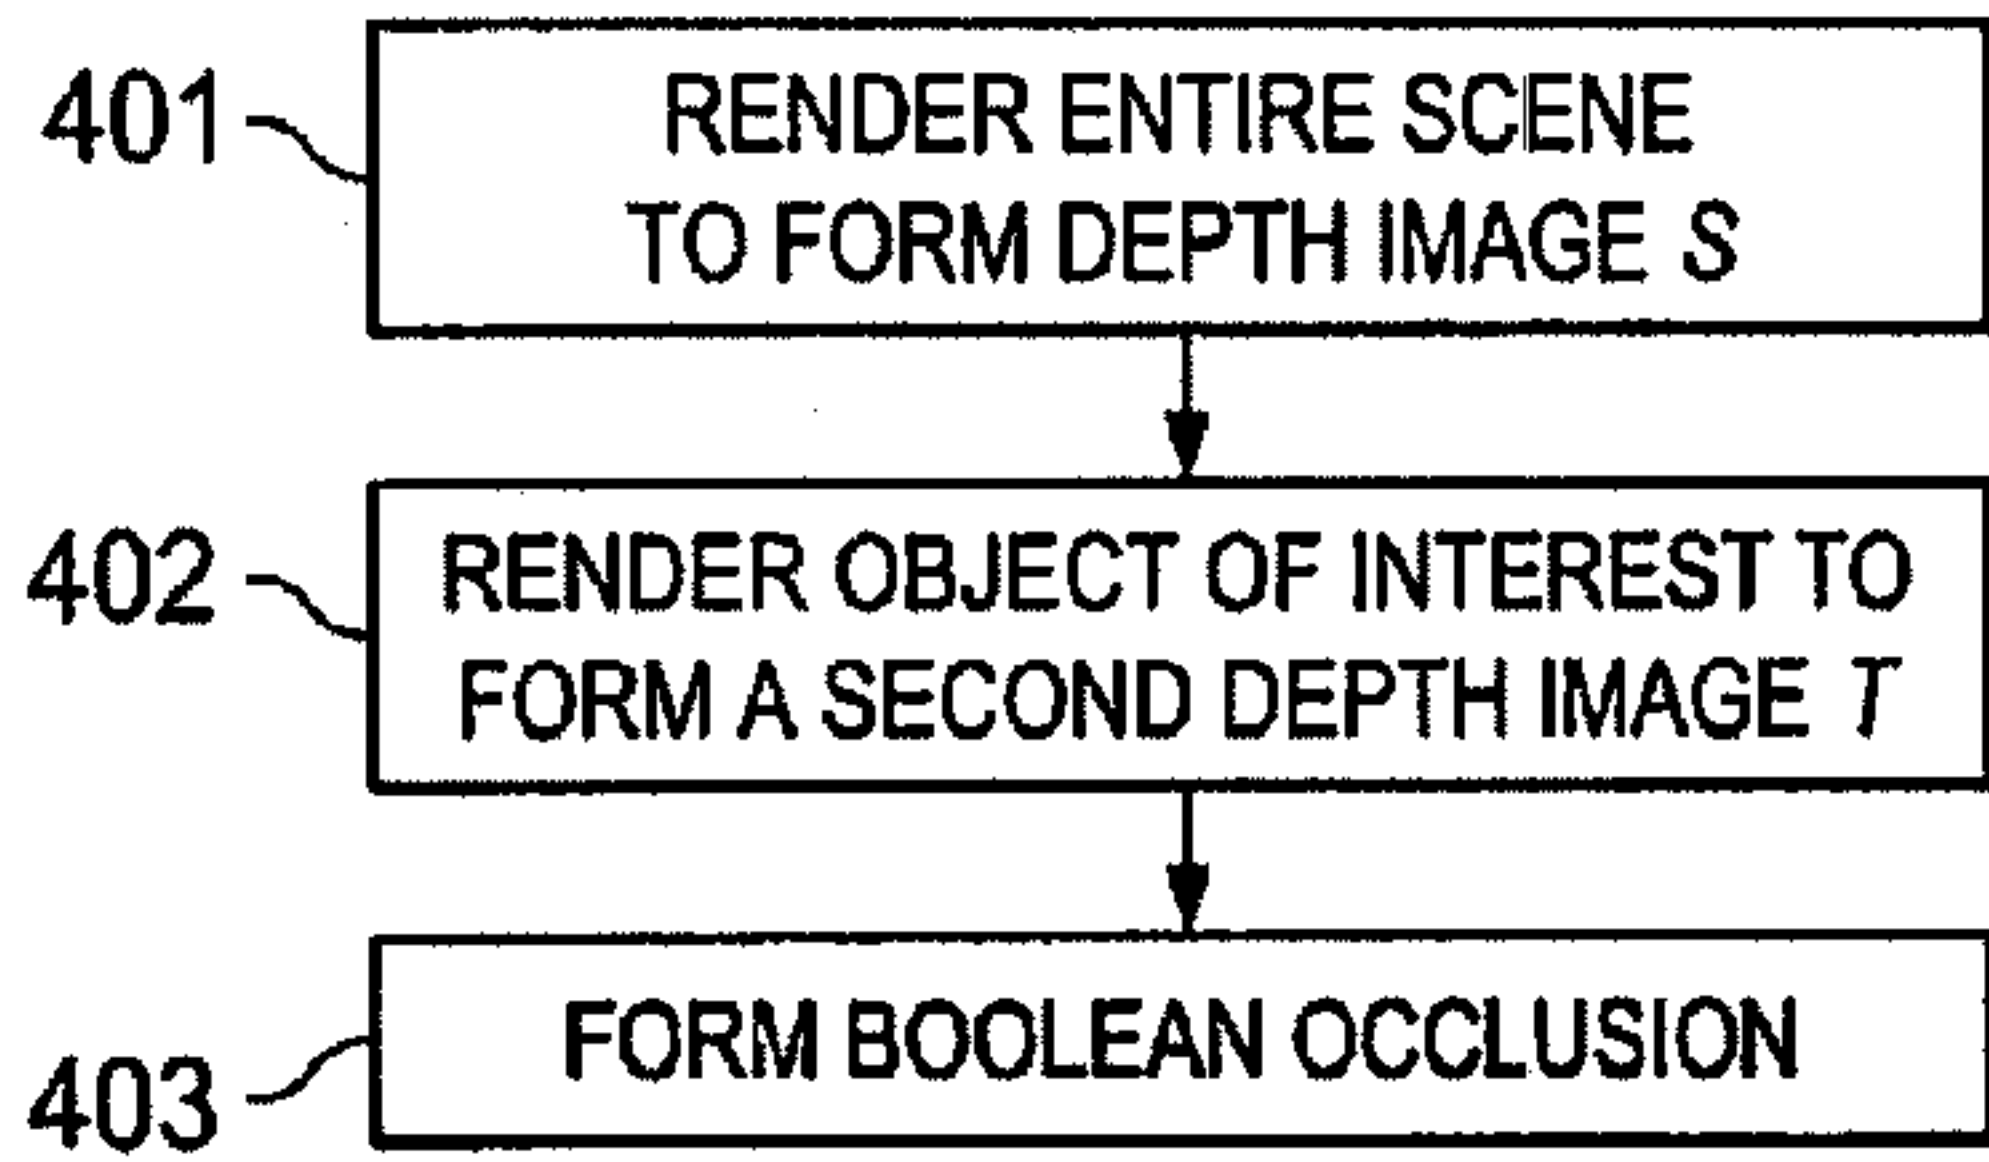 401
RENDER ENTIRE SCENE
TO FORM DEPTH IMAGE S
402
RENDER OBJECT OF INTEREST TO
FORM A SECOND DEPTH IMAGE T
403
FORM BOOLEAN OCCLUSION